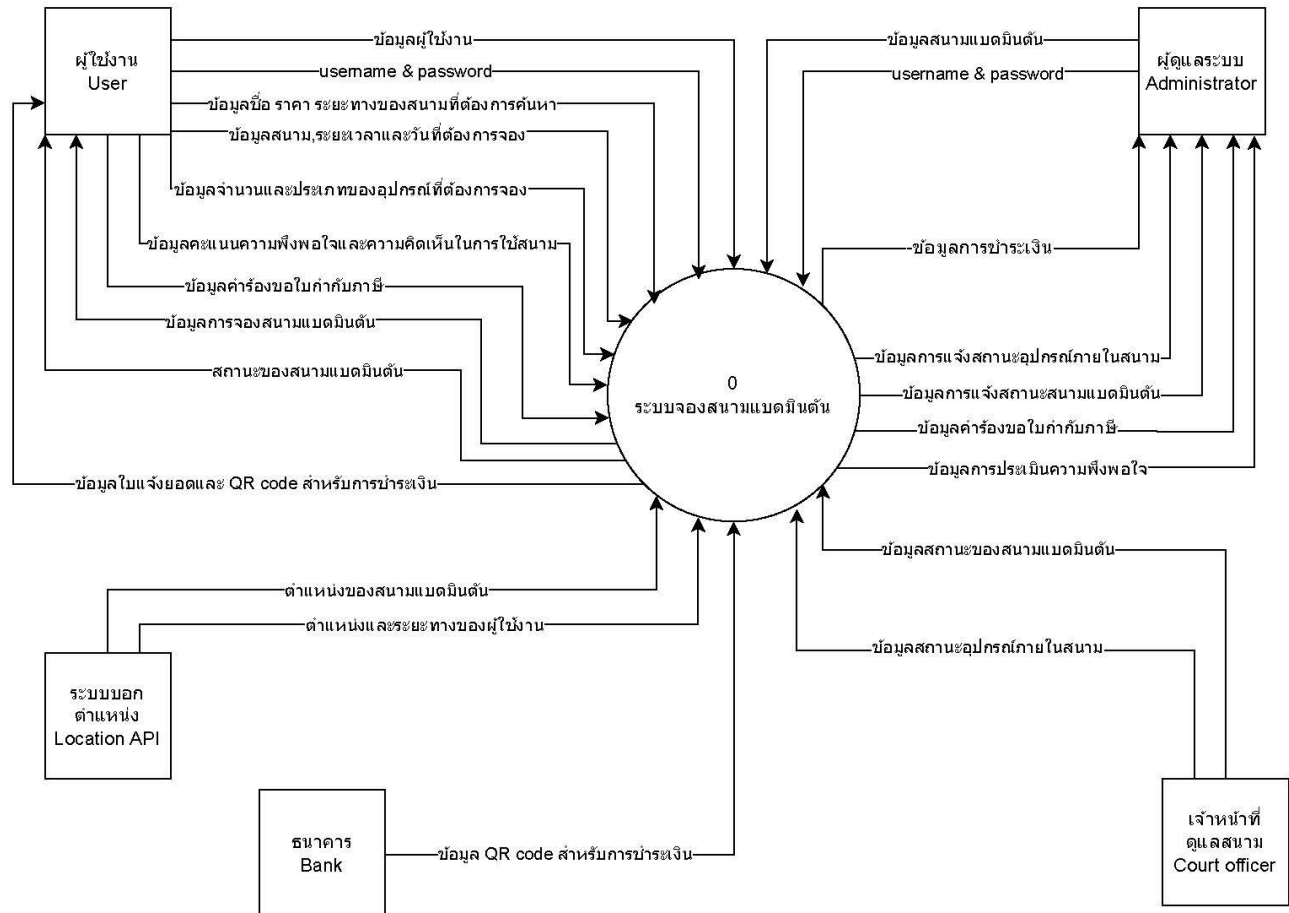 ผู้ใช้งาน
User
ข้อมูลผู้ใช้งาน
username & password
ข้อมูลชื่อ ราคา ระยะทางของสนามที่ต้องการค้นหา
ข้อมูลสนาม,ระยะเวลาและวันที่ต้องการจอง
ข้อมูลจำนวนและประเภทของอุปกรณ์ที่ต้องการจอง
ข้อมูลคะแนนความพึงพอใจและความคิดเห็นในการใช้สนาม
ข้อมูลคำร้องขอใบกำกับภาษี
ข้อมูลการจองสนามแบดมินตัน
สถานะของสนามแบดมินตัน
ข้อมูลใบแจ้งยอดและ QR code สำหรับการชำระเงิน
ข้อมูลสนามแบดมินตัน
username & password
ผู้ดูแลระบบ
Administrator
-ข้อมูลการชำระเงิน
ข้อมูลการแจ้งสถานะอุปกรณ์ภายในสนาม
ข้อมูลการแจ้งสถานะสนามแบดมินตัน
ข้อมูลคำร้องขอใบกำกับภาษี
ข้อมูลการประเมินความพึงพอใจ
0
ระบบจองสนามแบดมินตัน
ตำแหน่งของสนามแบดมินตัน
ตำแหน่งและระยะทางของผู้ใช้งาน
ระบบบอก
ตำแหน่ง
Location API
ธนาคาร
Bank
ข้อมูล QR code สำหรับการชำระเงิน
ข้อมูลสถานะของสนามแบดมินตัน
ข้อมูลสถานะอุปกรณ์ภายในสนาม
เจ้าหน้าที่
ดูแลสนาม
Court officer